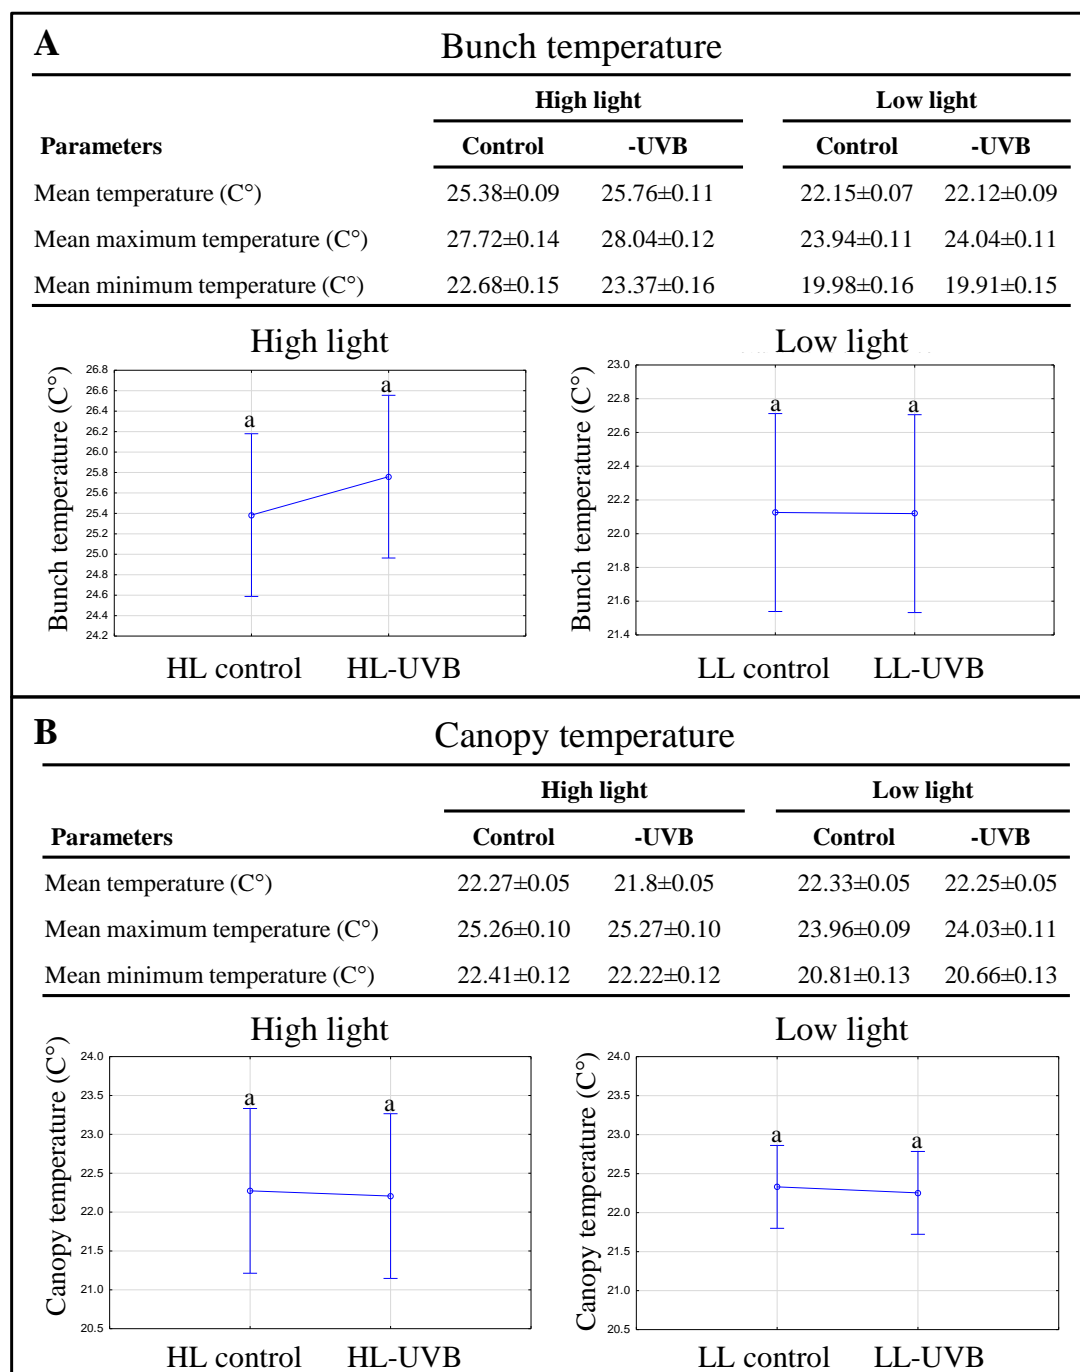 A
Bunch temperature
High light Low light
Parameters Control -UVB Control -UVB
Mean temperature (C°) 25.38±0.09 25.76±0.11 22.15±0.07 22.12±0.09
Mean maximum temperature (C°) 27.72±0.14 28.04±0.12 23.94±0.11 24.04±0.11
Mean minimum temperature (C°) 22.68±0.15 23.37±0.16 19.98±0.16 19.91±0.15
High light
Bunch temperature (C°)
26.8
26.6
26.4
26.2
26.0
25.8
25.6
25.4
25.2
25.0
24.8
24.6
24.4
24.2
a
a
HL control HL-UVB
Low light
Bunch temperature (C°)
23.0
22.8
22.6
22.4
22.2
22.0
21.8
21.6
21.4
a
a
LL control LL-UVB
B
Canopy temperature
High light Low light
Parameters Control -UVB Control -UVB
Mean temperature (C°) 22.27±0.05 21.8±0.05 22.33±0.05 22.25±0.05
Mean maximum temperature (C°) 25.26±0.10 25.27±0.10 23.96±0.09 24.03±0.11
Mean minimum temperature (C°) 22.41±0.12 22.22±0.12 20.81±0.13 20.66±0.13
High light
Canopy temperature (C°)
24.0
23.5
23.0
22.5
22.0
21.5
21.0
20.5
a
a
HL control HL-UVB
Low light
Canopy temperature (C°)
24.0
23.5
23.0
22.5
22.0
21.5
21.0
20.5
a
a
LL control LL-UVB